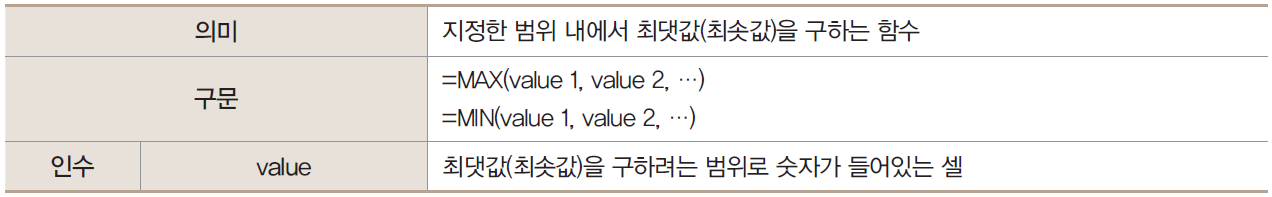 의미 지정한 범위 내에서 최댓값(최솟값)을 구하는 함수
구문 =MAX(value 1, value 2, …)
=MIN(value 1, value 2, …)
인수 value 최댓값(최솟값)을 구하려는 범위로 숫자가 들어있는 셀